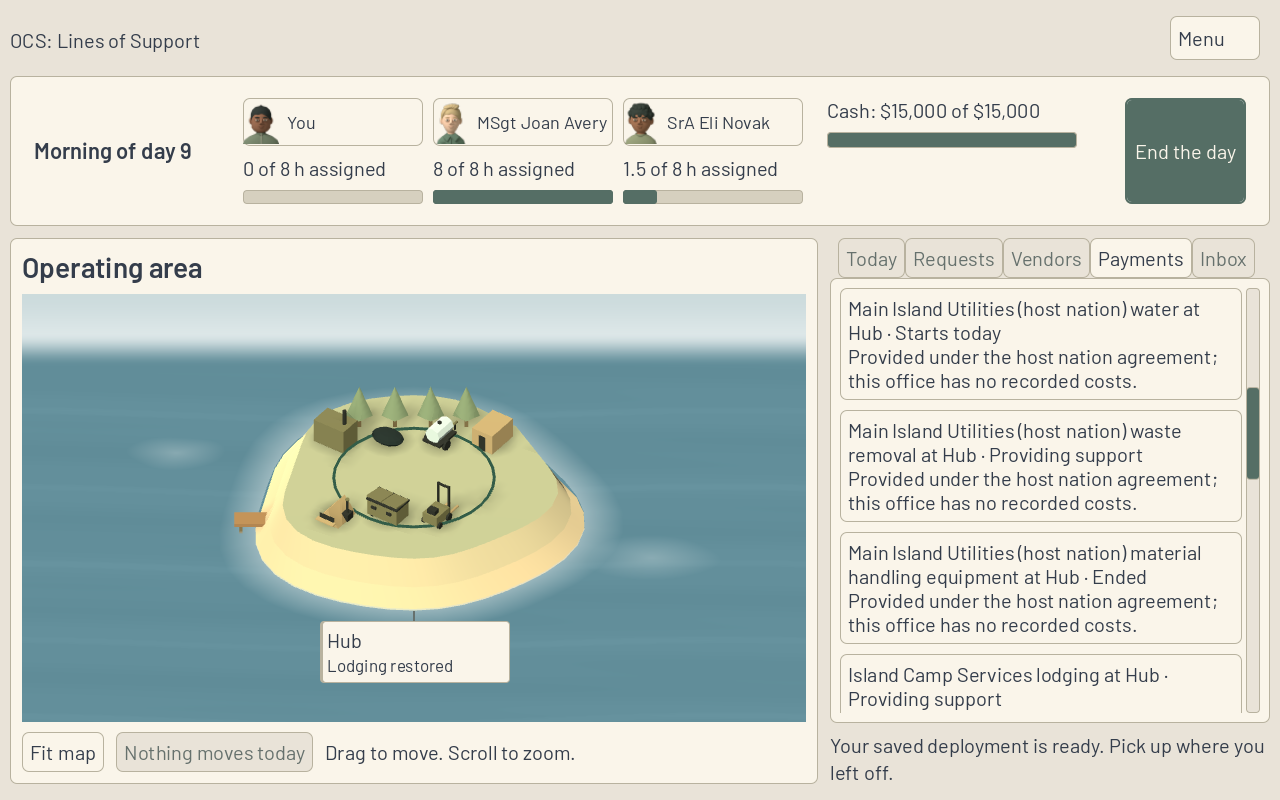 OCS: Lines of Support
Menu
Morning of day 9
You
0 of 8 h assigned
MSgt Joan Avery
8 of 8 h assigned
SrA Eli Novak
1.5 of 8 h assigned
Cash: $15,000 of $15,000
End the day
Operating area
Hub
Lodging restored
Fit map
Nothing moves today
Drag to move. Scroll to zoom.
Today
Requests
Vendors
Payments
Inbox
Main Island Utilities (host nation) water at
Hub · Starts today
Provided under the host nation agreement;
this office has no recorded costs.
Main Island Utilities (host nation) waste
removal at Hub · Providing support
Provided under the host nation agreement;
this office has no recorded costs.
Main Island Utilities (host nation) material
handling equipment at Hub · Ended
Provided under the host nation agreement;
this office has no recorded costs.
Island Camp Services lodging at Hub ·
Providing support
Your saved deployment is ready. Pick up where you
left off.